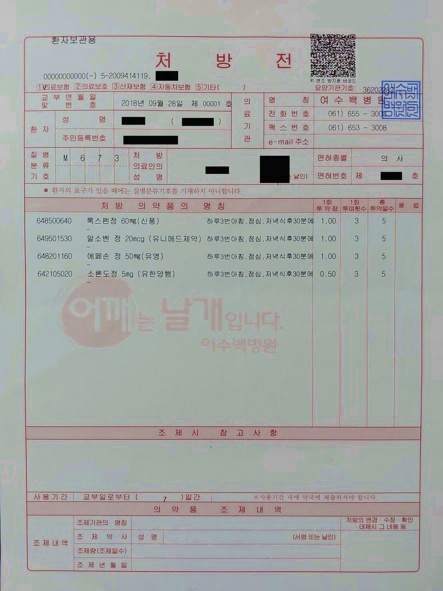 환자보관용
처 방 전
위.변조 방지용 바코드
00000000000(-) 5-2009414119,
①의료보험 ②의료보호 ③산재보험 ④자동차보험 ⑤기타( )
요양기관기호:
교 부 년 월 일 및 번 호 2018년 09월 28일 제 00001 호
의료기관
명 칭 여수백병원
전 화 번 호 061) 655 - 
팩 스 번 호 061) 653 - 3008
e-mail 주소
환 자
성 명 ( )
주민등록번호
질 병 분 류 기 호 M 6 7 3
처 방 의료인의 성 명
면허종별 의 사
면허번호 제 호
* 환자의 요구가 있을 때에는 질병분류기호를 기재하지 아니합니다.
처 방 의 약 품 의 명 칭
1회 투약량 1회 투여횟수 총 투약일수 용 법
648500640 록스펜정 60mg(신풍) 하루3번아침,점심,저녁식후30분에 1.00 3 5
649501530 알소벤 정 20mg (유니메드제약) 하루3번아침,점심,저녁식후30분에 1.00 3 5
648201160 에페손 정 50mg(유영) 하루3번아침,점심,저녁식후30분에 1.00 3 5
642105020 소론도정 5mg (유한양행) 하루3번아침,점심,저녁식후30분에 0.50 3 5
어깨는 날개입니다.
여수백병원
조 제 시 참 고 사 항
사 용 기 간 교부일로부터 ( 7 )일간
※사용기간 내에 약국에 제출하셔야 합니다.
의 약 품 조 제 내 역
조 제 내 역
조제기관의 명칭
조 제 약 사 성 명 (서명 또는 날인)
조제량(조제일수)
조 제 년 월 일
처방의 변경 · 수정 · 확인 · 대체시 그 내용 등